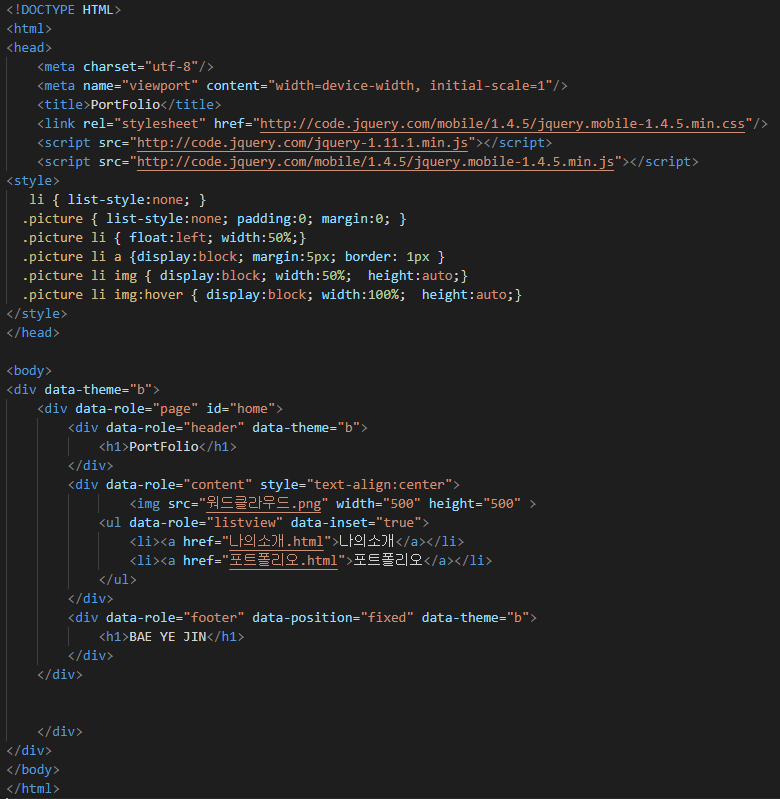 <!DOCTYPE HTML>
<html>
<head>
    <meta charset="utf-8"/>
    <meta name="viewport" content="width=device-width, initial-scale=1"/>
    <title>PortFolio</title>
    <link rel="stylesheet" href="http://code.jquery.com/mobile/1.4.5/jquery.mobile-1.4.5.min.css"/>
    <script src="http://code.jquery.com/jquery-1.11.1.min.js"></script>
    <script src="http://code.jquery.com/mobile/1.4.5/jquery.mobile-1.4.5.min.js"></script>
<style>
   li { list-style:none; }
  .picture { list-style:none; padding:0; margin:0; }
  .picture li { float:left; width:50%;}
  .picture li a {display:block; margin:5px; border: 1px }
  .picture li img { display:block; width:50%;  height:auto;}
  .picture li img:hover { display:block; width:100%;  height:auto;}
</style>
</head>

<body>
<div data-theme="b">
    <div data-role="page" id="home">
        <div data-role="header" data-theme="b">
            <h1>PortFolio</h1>
        </div>
        <div data-role="content" style="text-align:center">
                <img src="워드클라우드.png" width="500" height="500" >
            <ul data-role="listview" data-inset="true">
                <li><a href="나의소개.html">나의소개</a></li>
                <li><a href="포트폴리오.html">포트폴리오</a></li>
            </ul>
        </div>
        <div data-role="footer" data-position="fixed" data-theme="b">
            <h1>BAE YE JIN</h1>
        </div>
    </div>


    </div>
</div>
</body>
</html>